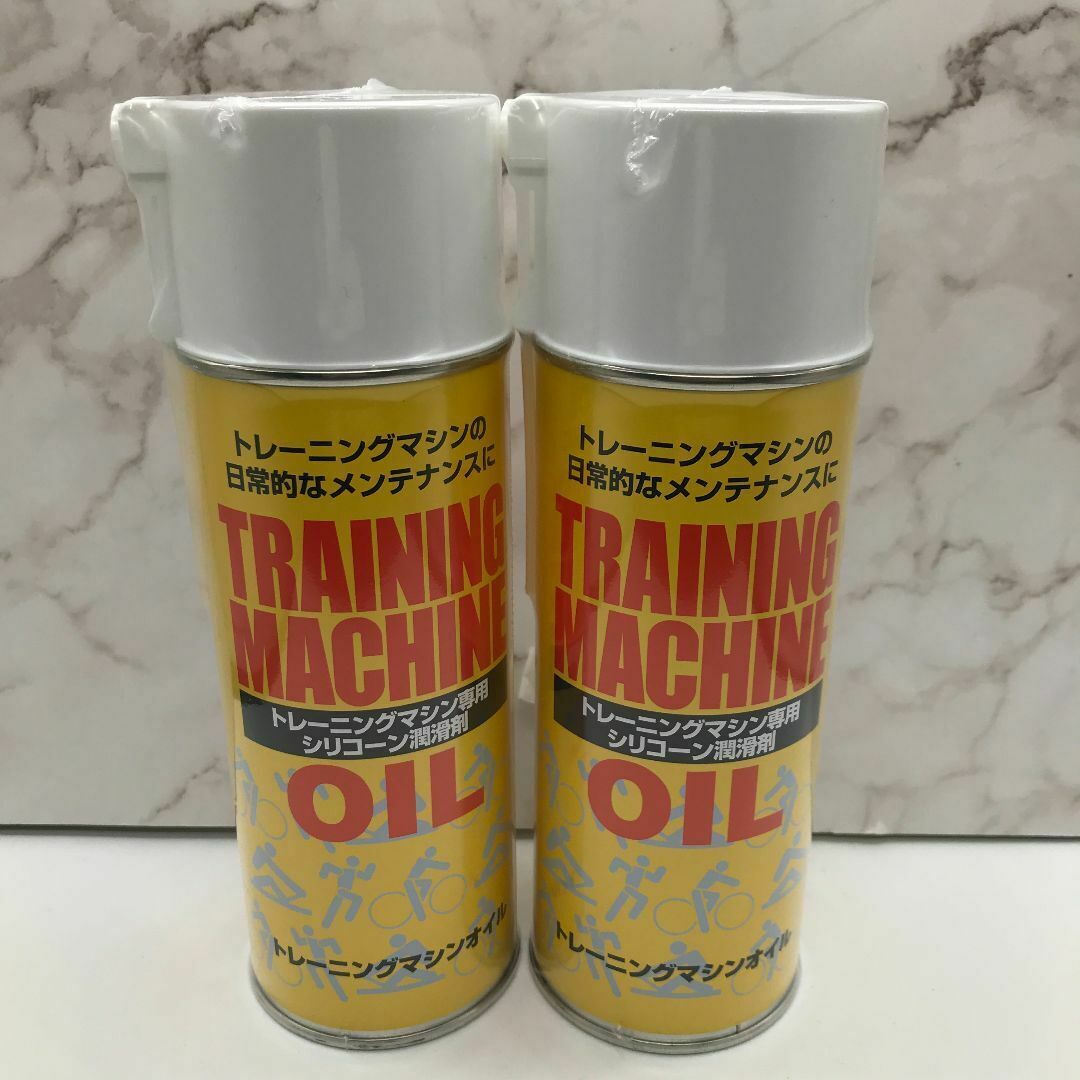 トレーニングマシンの
日常的なメンテナンスに
TRAINING
MACHINE
トレーニングマシン専用
シリコーン潤滑剤
OIL
トレーニングマシンオイル
トレーニングマシンの
日常的なメンテナンスに
TRAINING
MACHINE
トレーニングマシン専用
シリコーン潤滑剤
OIL
トレーニングマシンオイル